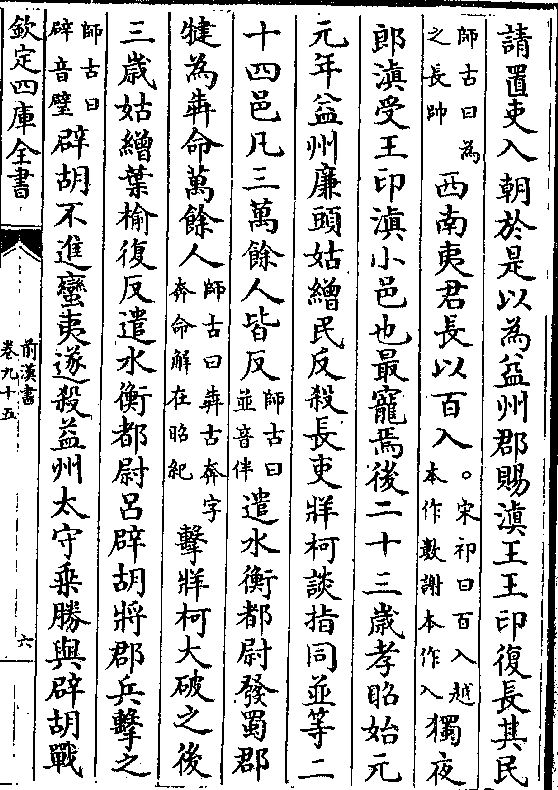 請置吏入朝於是以為益州郡賜滇王王印復長其民
師古曰為之長帥西南夷君長以百入。宋祁曰百入越本作數謝本作入獨夜
郎滇受王印滇小邑也最寵焉後二十三歲孝昭始元
元年益州廉頭姑繒民反殺長吏牂柯談指同並等二
十四邑凡三萬餘人皆反師古曰並音伴遣水衡都尉發蜀郡
犍為犇命萬餘人師古曰犇古奔字奔命解在昭紀擊牂柯大破之後
三歲姑繒葉榆復反遣水衡都尉呂辟胡將郡兵擊之
師古曰辟音璧辟胡不進蠻夷遂殺益州太守乘勝與辟胡戰
欽定四庫全書
前漢書
卷九十五
六